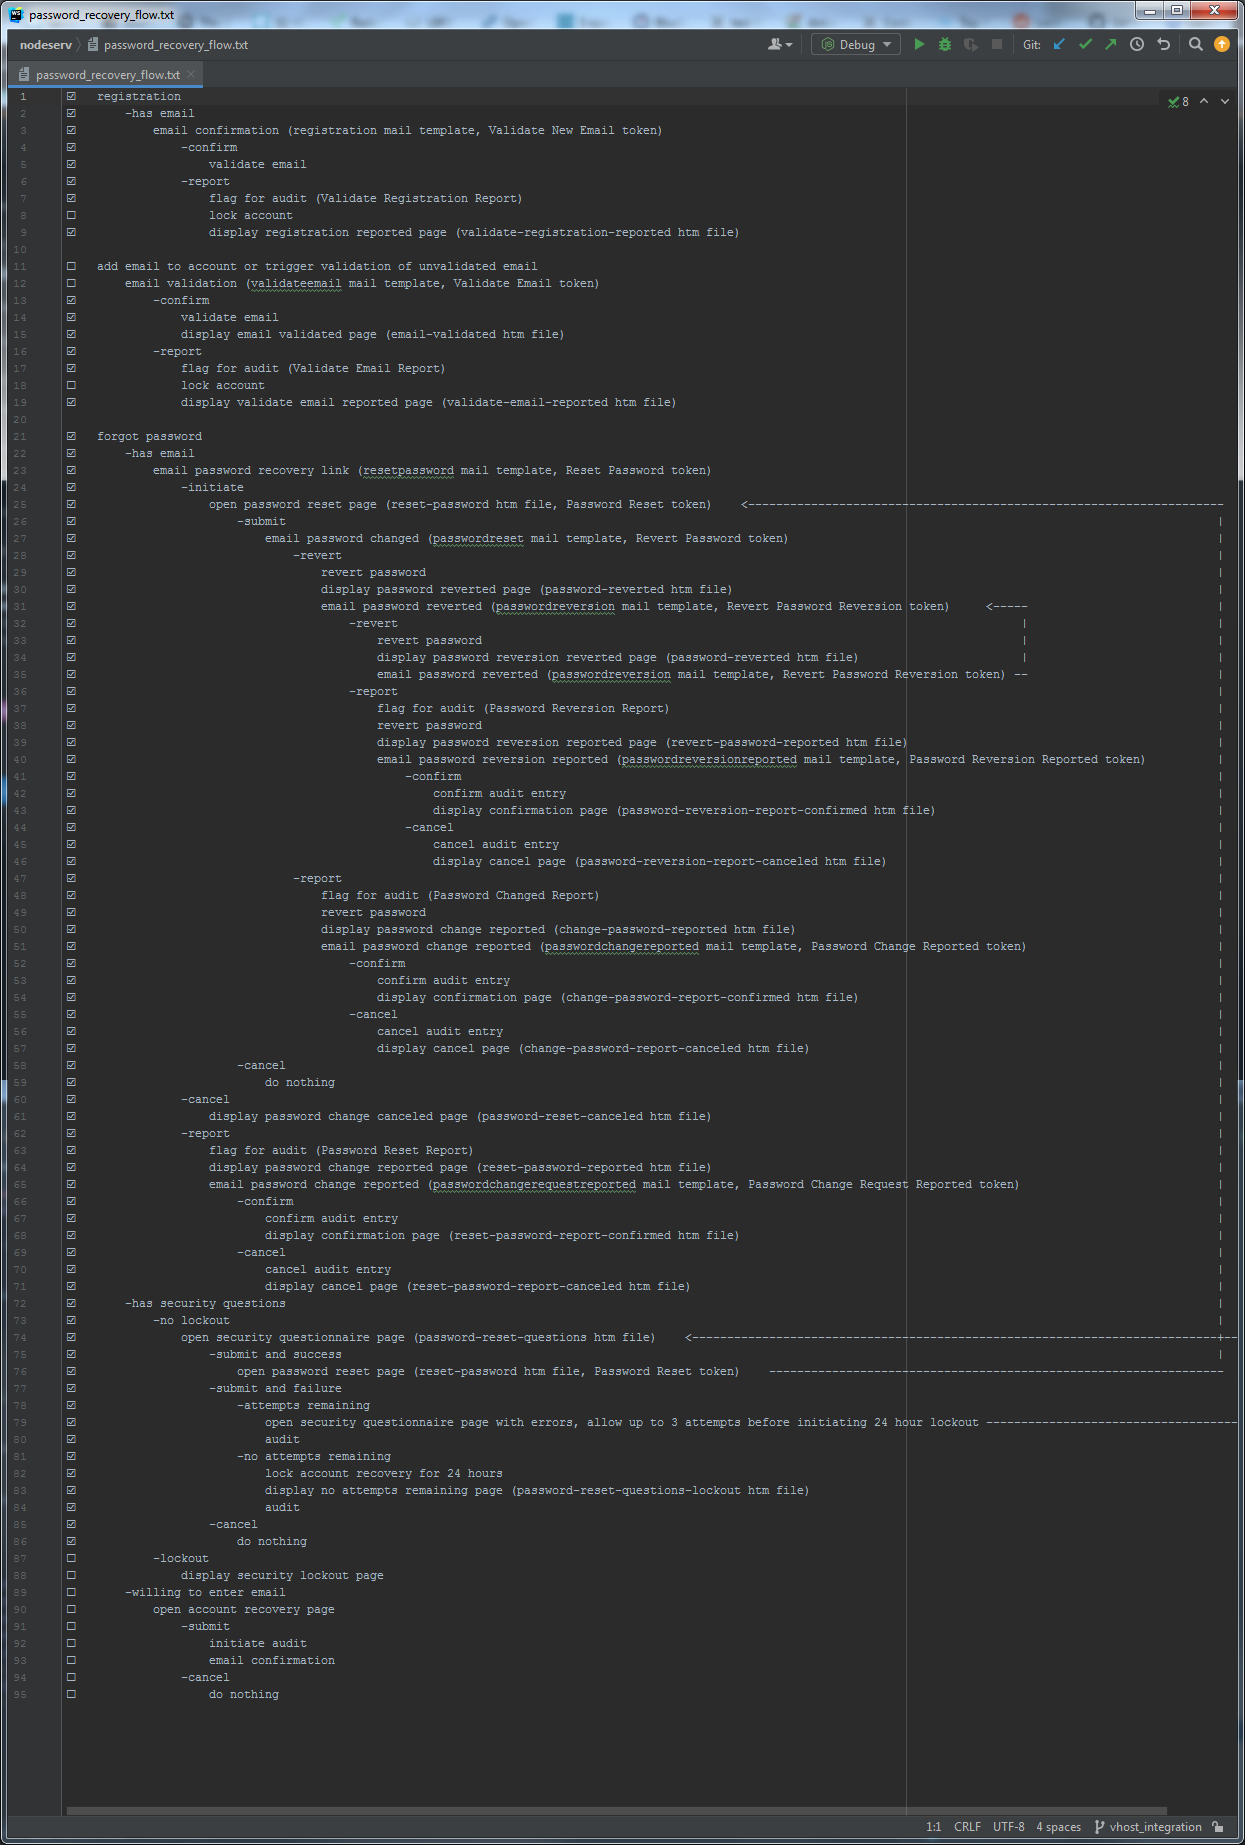 password_recovery_flow.txt
nodeserv > password_recovery_flow.txt Debug Git:
password_recovery_flow.txt
8
1 ☑ registration
2 ☑ -has email
3 ☑ email confirmation (registration mail template, Validate New Email token)
4 ☑ -confirm
5 ☑ validate email
6 ☑ -report
7 ☑ flag for audit (Validate Registration Report)
8 ☐ lock account
9 ☑ display registration reported page (validate-registration-reported htm file)
10
11 ☐ add email to account or trigger validation of unvalidated email
12 ☐ email validation (validateemail mail template, Validate Email token)
13 ☑ -confirm
14 ☑ validate email
15 ☑ display email validated page (email-validated htm file)
16 ☑ -report
17 ☑ flag for audit (Validate Email Report)
18 ☐ lock account
19 ☑ display validate email reported page (validate-email-reported htm file)
20
21 ☑ forgot password
22 ☑ -has email
23 ☑ email password recovery link (resetpassword mail template, Reset Password token)
24 ☑ -initiate
25 ☑ open password reset page (reset-password htm file, Password Reset token) <--------------------------------------------------------------------
26 ☑ -submit |
27 ☑ email password changed (passwordreset mail template, Revert Password token) |
28 ☑ -revert |
29 ☑ revert password |
30 ☑ display password reverted page (password-reverted htm file) |
31 ☑ email password reverted (passwordreversion mail template, Revert Password Reversion token) <----- |
32 ☑ -revert | |
33 ☑ revert password | |
34 ☑ display password reversion reverted page (password-reverted htm file) | |
35 ☑ email password reverted (passwordreversion mail template, Revert Password Reversion token) -- |
36 ☑ -report |
37 ☑ flag for audit (Password Reversion Report) |
38 ☑ revert password |
39 ☑ display password reversion reported page (revert-password-reported htm file) |
40 ☑ email password reversion reported (passwordreversionreported mail template, Password Reversion Reported token) |
41 ☑ -confirm |
42 ☑ confirm audit entry |
43 ☑ display confirmation page (password-reversion-report-confirmed htm file) |
44 ☑ -cancel |
45 ☑ cancel audit entry |
46 ☑ display cancel page (password-reversion-report-canceled htm file) |
47 ☑ -report |
48 ☑ flag for audit (Password Changed Report) |
49 ☑ revert password |
50 ☑ display password change reported (change-password-reported htm file) |
51 ☑ email password change reported (passwordchangereported mail template, Password Change Reported token) |
52 ☑ -confirm |
53 ☑ confirm audit entry |
54 ☑ display confirmation page (change-password-report-confirmed htm file) |
55 ☑ -cancel |
56 ☑ cancel audit entry |
57 ☑ display cancel page (change-password-report-canceled htm file) |
58 ☑ -cancel |
59 ☑ do nothing |
60 ☑ -cancel |
61 ☑ display password change canceled page (password-reset-canceled htm file) |
62 ☑ -report |
63 ☑ flag for audit (Password Reset Report) |
64 ☑ display password change reported page (reset-password-reported htm file) |
65 ☑ email password change reported (passwordchangerequestreported mail template, Password Change Request Reported token) |
66 ☑ -confirm |
67 ☑ confirm audit entry |
68 ☑ display confirmation page (reset-password-report-confirmed htm file) |
69 ☑ -cancel |
70 ☑ cancel audit entry |
71 ☑ display cancel page (reset-password-report-canceled htm file) |
72 ☑ -has security questions |
73 ☑ -no lockout |
74 ☑ open security questionnaire page (password-reset-questions htm file) <---------------------------------------------------------------------------+--
75 ☑ -submit and success |
76 ☑ open password reset page (reset-password htm file, Password Reset token) -----------------------------------------------------------------
77 ☑ -submit and failure
78 ☑ -attempts remaining
79 ☑ open security questionnaire page with errors, allow up to 3 attempts before initiating 24 hour lockout ------------------------------------
80 ☑ audit
81 ☑ -no attempts remaining
82 ☑ lock account recovery for 24 hours
83 ☑ display no attempts remaining page (password-reset-questions-lockout htm file)
84 ☑ audit
85 ☑ -cancel
86 ☑ do nothing
87 ☐ -lockout
88 ☐ display security lockout page
89 ☐ -willing to enter email
90 ☐ open account recovery page
91 ☐ -submit
92 ☐ initiate audit
93 ☐ email confirmation
94 ☐ -cancel
95 ☐ do nothing
1:1 CRLF UTF-8 4 spaces vhost_integration